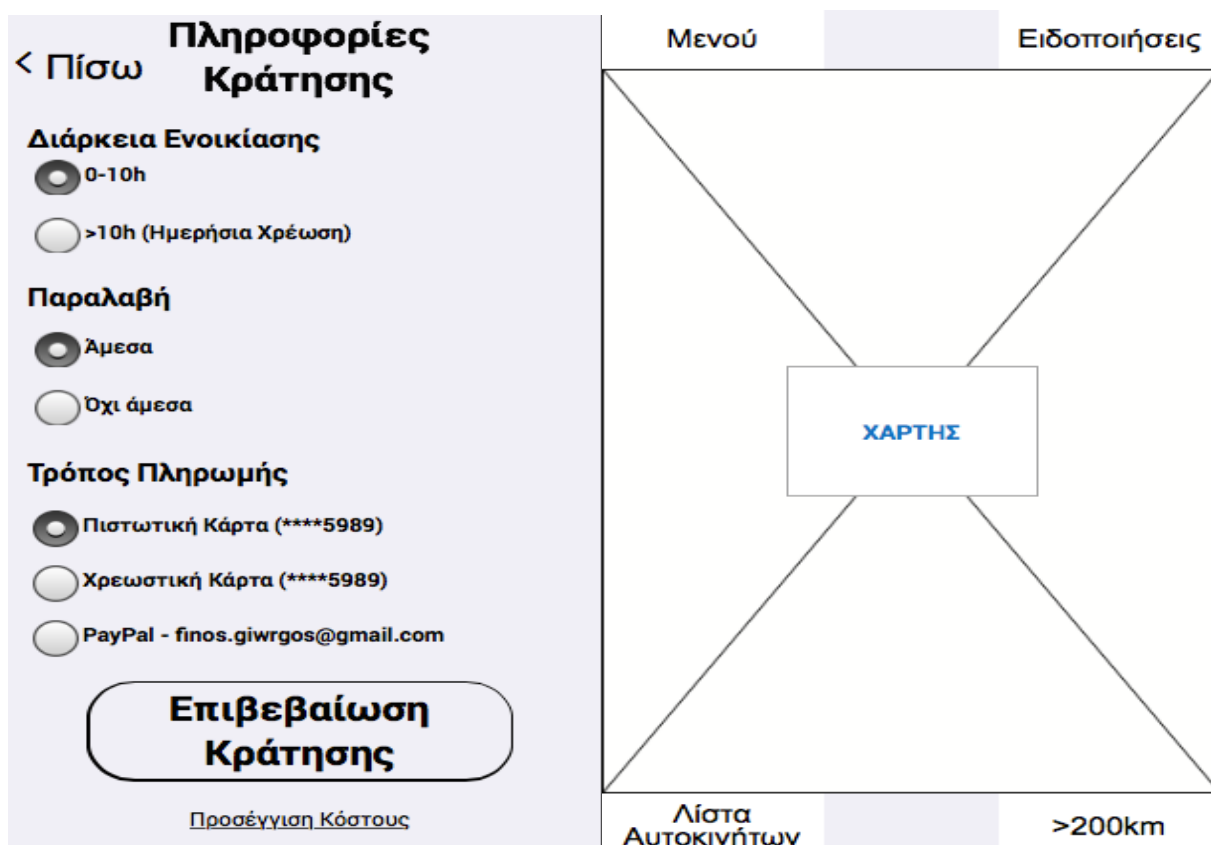 Πληροφορίες
< Πίσω
Κράτησης
Διάρκεια Ενοικίασης
0-10h
>10h (Ημερήσια Χρέωση)
Παραλαβή
Άμεσα
Όχι άμεσα
Τρόπος Πληρωμής
Πιστωτική Κάρτα (****5989)
Χρεωστική Κάρτα (****5989)
PayPal - finos.giwrgos@gmail.com
Επιβεβαίωση
Κράτησης
Προσέγγιση Κόστους
Μενού
Ειδοποιήσεις
ΧΑΡΤΗΣ
Λίστα
Αυτοκινήτων
>200km